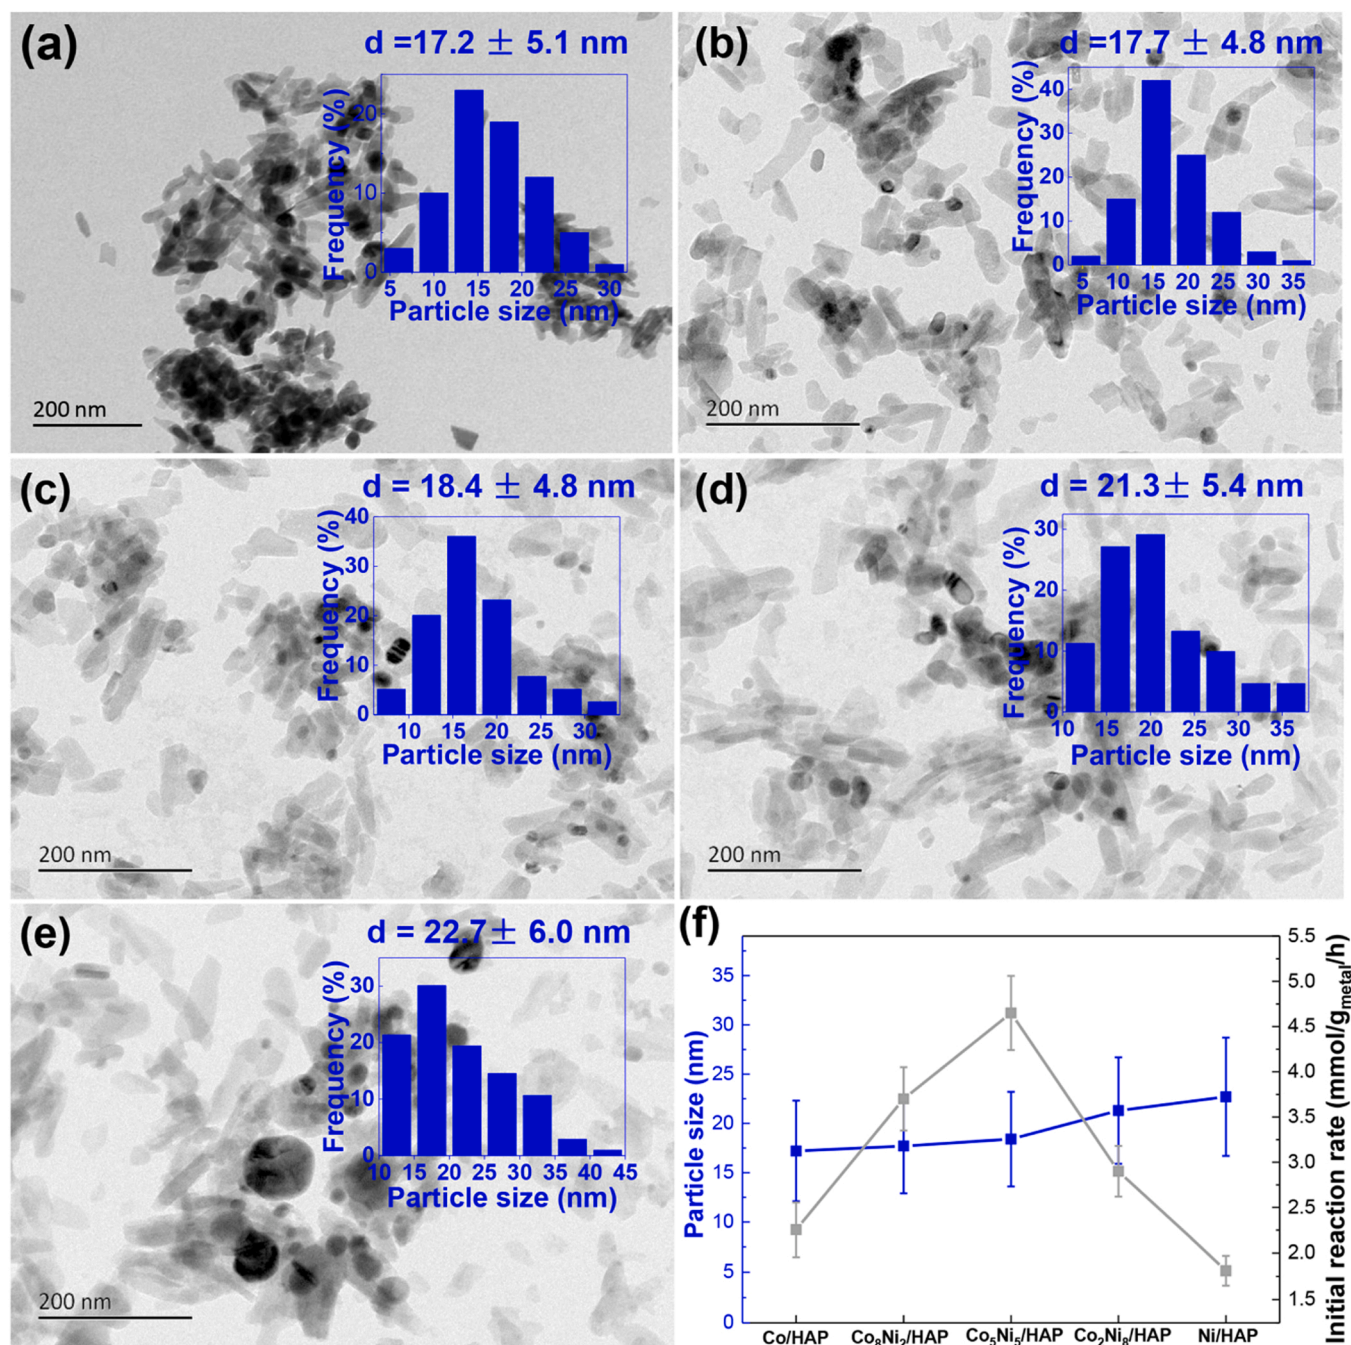 (a)
d =17.2 ± 5.1 nm
Frequency (%)
20
10
0
5 10 15 20 25 30
Particle size (nm)
200 nm
(b)
d =17.7 ± 4.8 nm
Frequency (%)
40
30
20
10
0
5 10 15 20 25 30 35
Particle size (nm)
200 nm
(c)
d = 18.4 ± 4.8 nm
Frequency (%)
40
30
20
10
0
10 15 20 25 30
Particle size (nm)
200 nm
(d)
d = 21.3± 5.4 nm
Frequency (%)
30
20
10
0
10 15 20 25 30 35
Particle size (nm)
200 nm
(e)
d = 22.7± 6.0 nm
Frequency (%)
30
20
10
0
10 15 20 25 30 35 40 45
Particle size (nm)
200 nm
(f)
Particle size (nm)
35
30
25
20
15
10
5
0
5.5
5.0
4.5
4.0
3.5
3.0
2.5
2.0
1.5
Initial reaction rate (mmol/g_metal/h)
Co/HAP Co₈Ni₂/HAP Co₅Ni₅/HAP Co₂Ni₈/HAP Ni/HAP